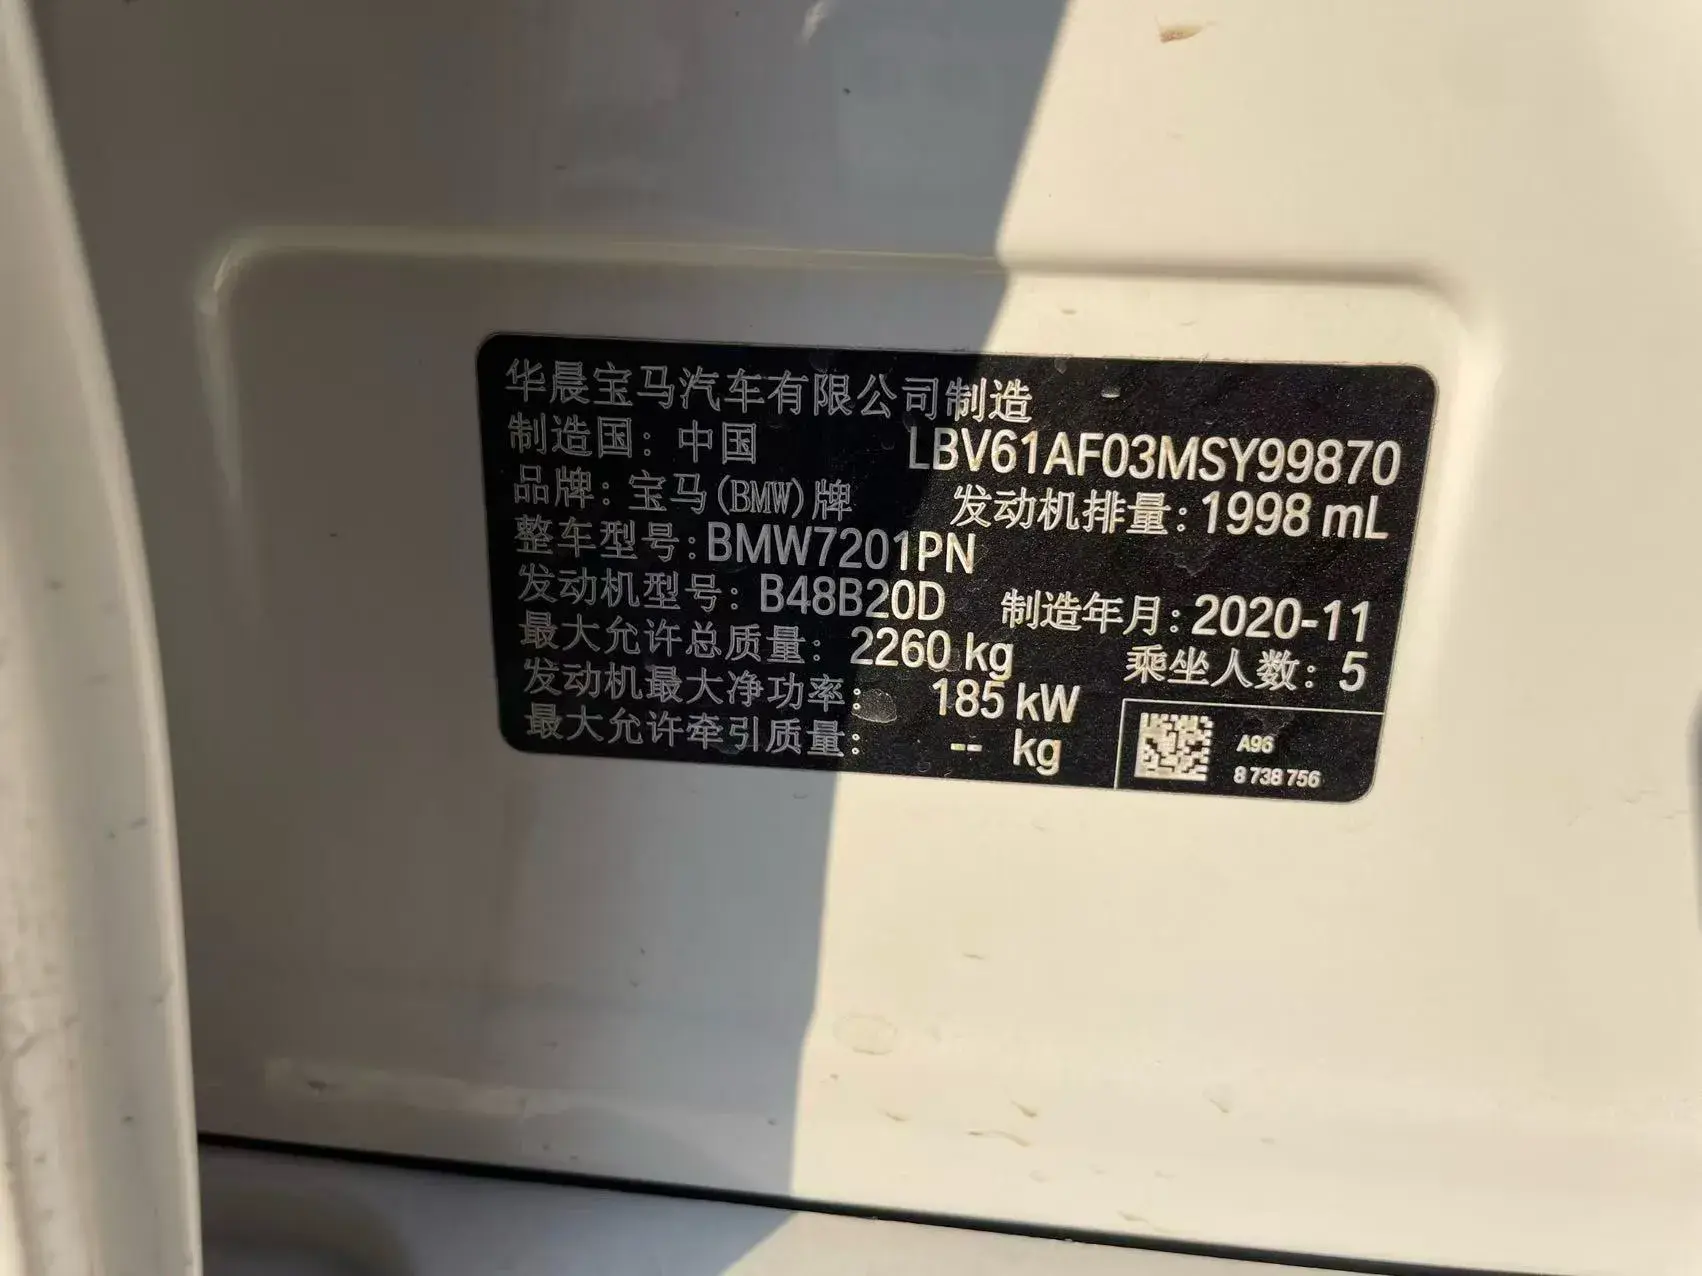 华晨宝马汽车有限公司制造
制造国：中国 LBV61AF03MSY99870
品牌：宝马(BMW)牌 发动机排量：1998 mL
整车型号：BMW7201PN
发动机型号：B48B20D 制造年月：2020-11
最大允许总质量：2260 kg 乘坐人数：5
发动机最大净功率：185 kW
最大允许牵引质量：-- kg
A96
8 738 756